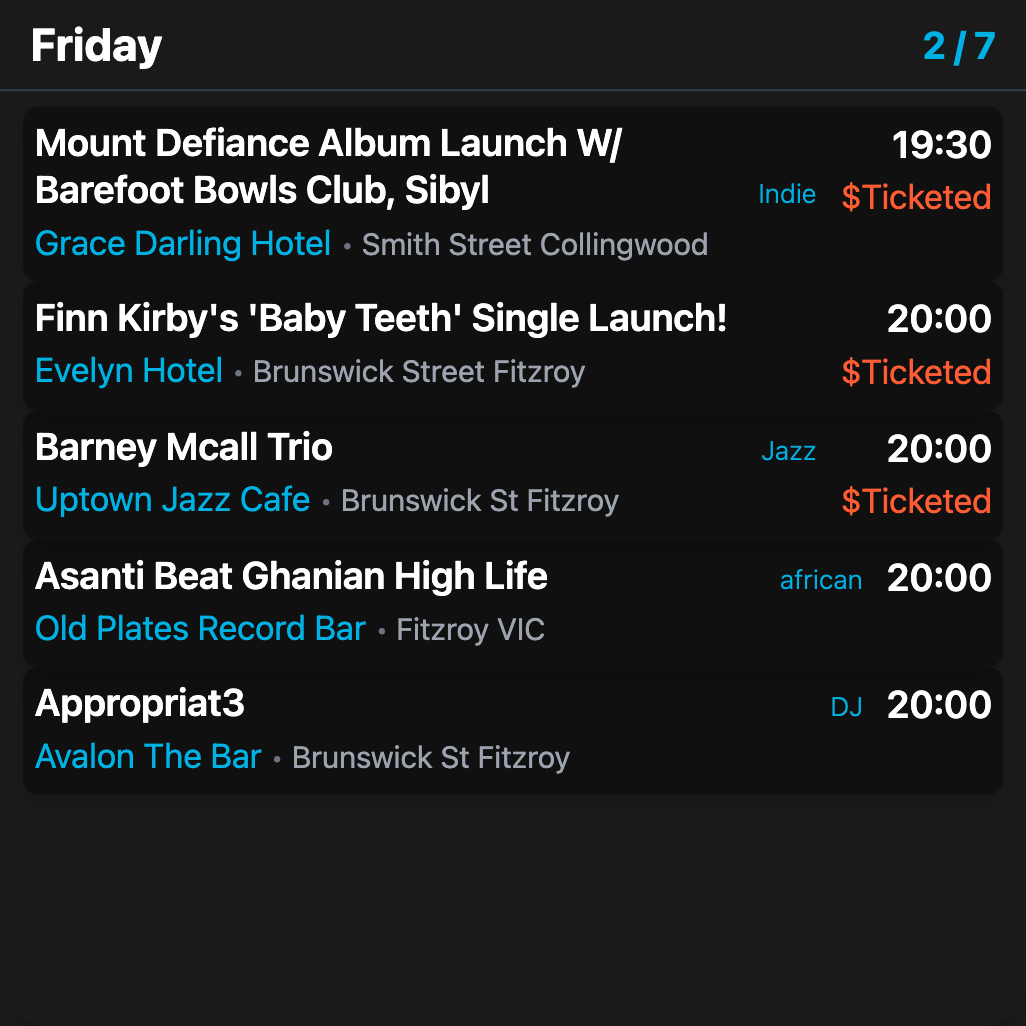 Friday 2 / 7
Mount Defiance Album Launch W/ 19:30
Barefoot Bowls Club, Sibyl Indie $Ticketed
Grace Darling Hotel • Smith Street Collingwood
Finn Kirby's 'Baby Teeth' Single Launch! 20:00
Evelyn Hotel • Brunswick Street Fitzroy $Ticketed
Barney Mcall Trio Jazz 20:00
Uptown Jazz Cafe • Brunswick St Fitzroy $Ticketed
Asanti Beat Ghanian High Life african 20:00
Old Plates Record Bar • Fitzroy VIC
Appropriat3 DJ 20:00
Avalon The Bar • Brunswick St Fitzroy